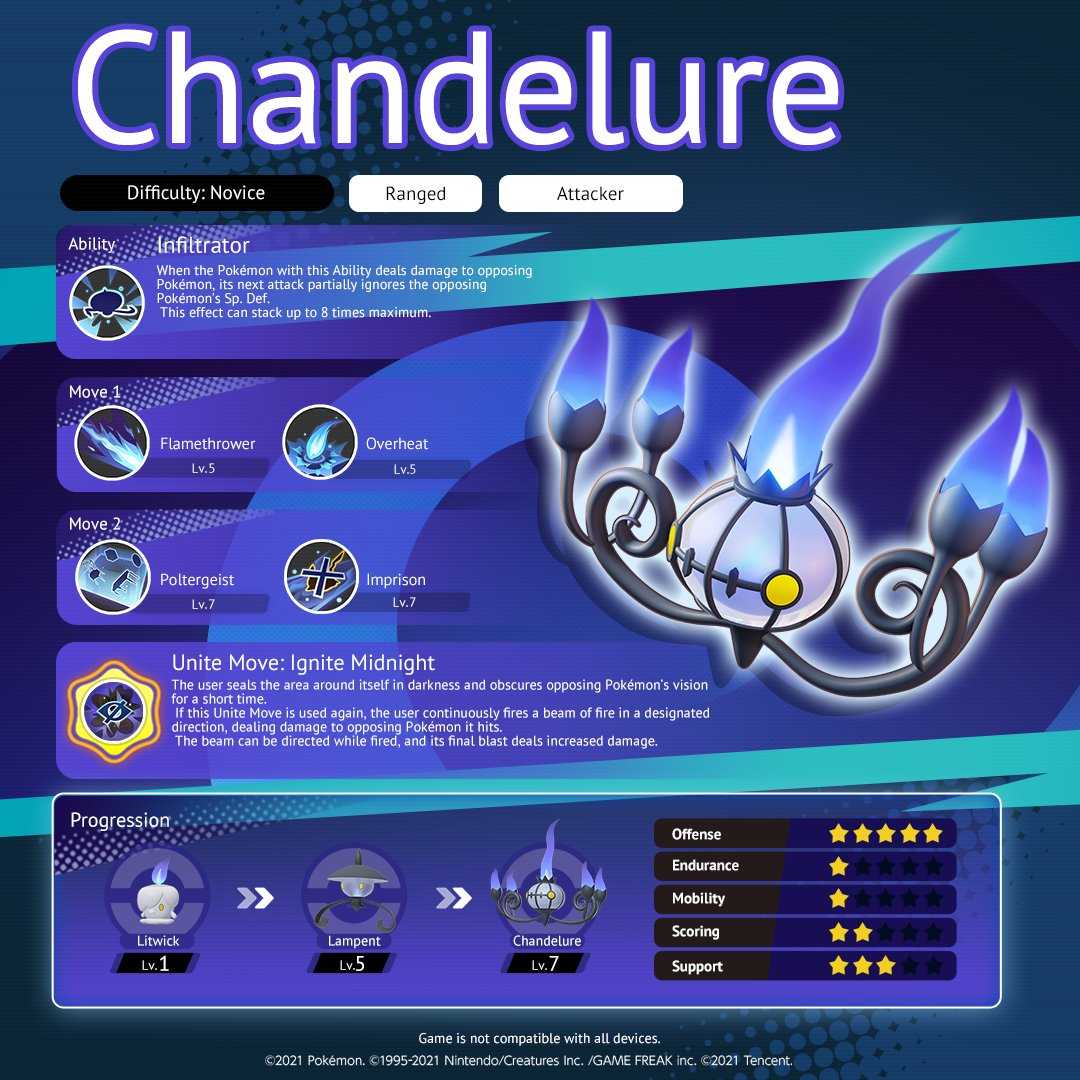 Chandelure
Difficulty: Novice
Ranged
Attacker
Ability
Infiltrator
When the Pokémon with this Ability deals damage to opposing
Pokémon, its next attack partially ignores the opposing
Pokémon's Sp. Def.
This effect can stack up to 8 times maximum.
Move 1
Flamethrower
Lv.5
Overheat
Lv.5
Move 2
Poltergeist
Lv.7
Imprison
Lv.7
Unite Move: Ignite Midnight
The user seals the area around itself in darkness and obscures opposing Pokémon's vision
for a short time.
If this Unite Move is used again, the user continuously fires a beam of fire in a designated
direction, dealing damage to opposing Pokémon it hits.
The beam can be directed while fired, and its final blast deals increased damage.
Progression
Litwick
Lv.1
Lampent
Lv.5
Chandelure
Lv.7
Offense
Endurance
Mobility
Scoring
Support
Game is not compatible with all devices.
©2021 Pokémon. ©1995-2021 Nintendo/Creatures Inc. /GAME FREAK inc. ©2021 Tencent.